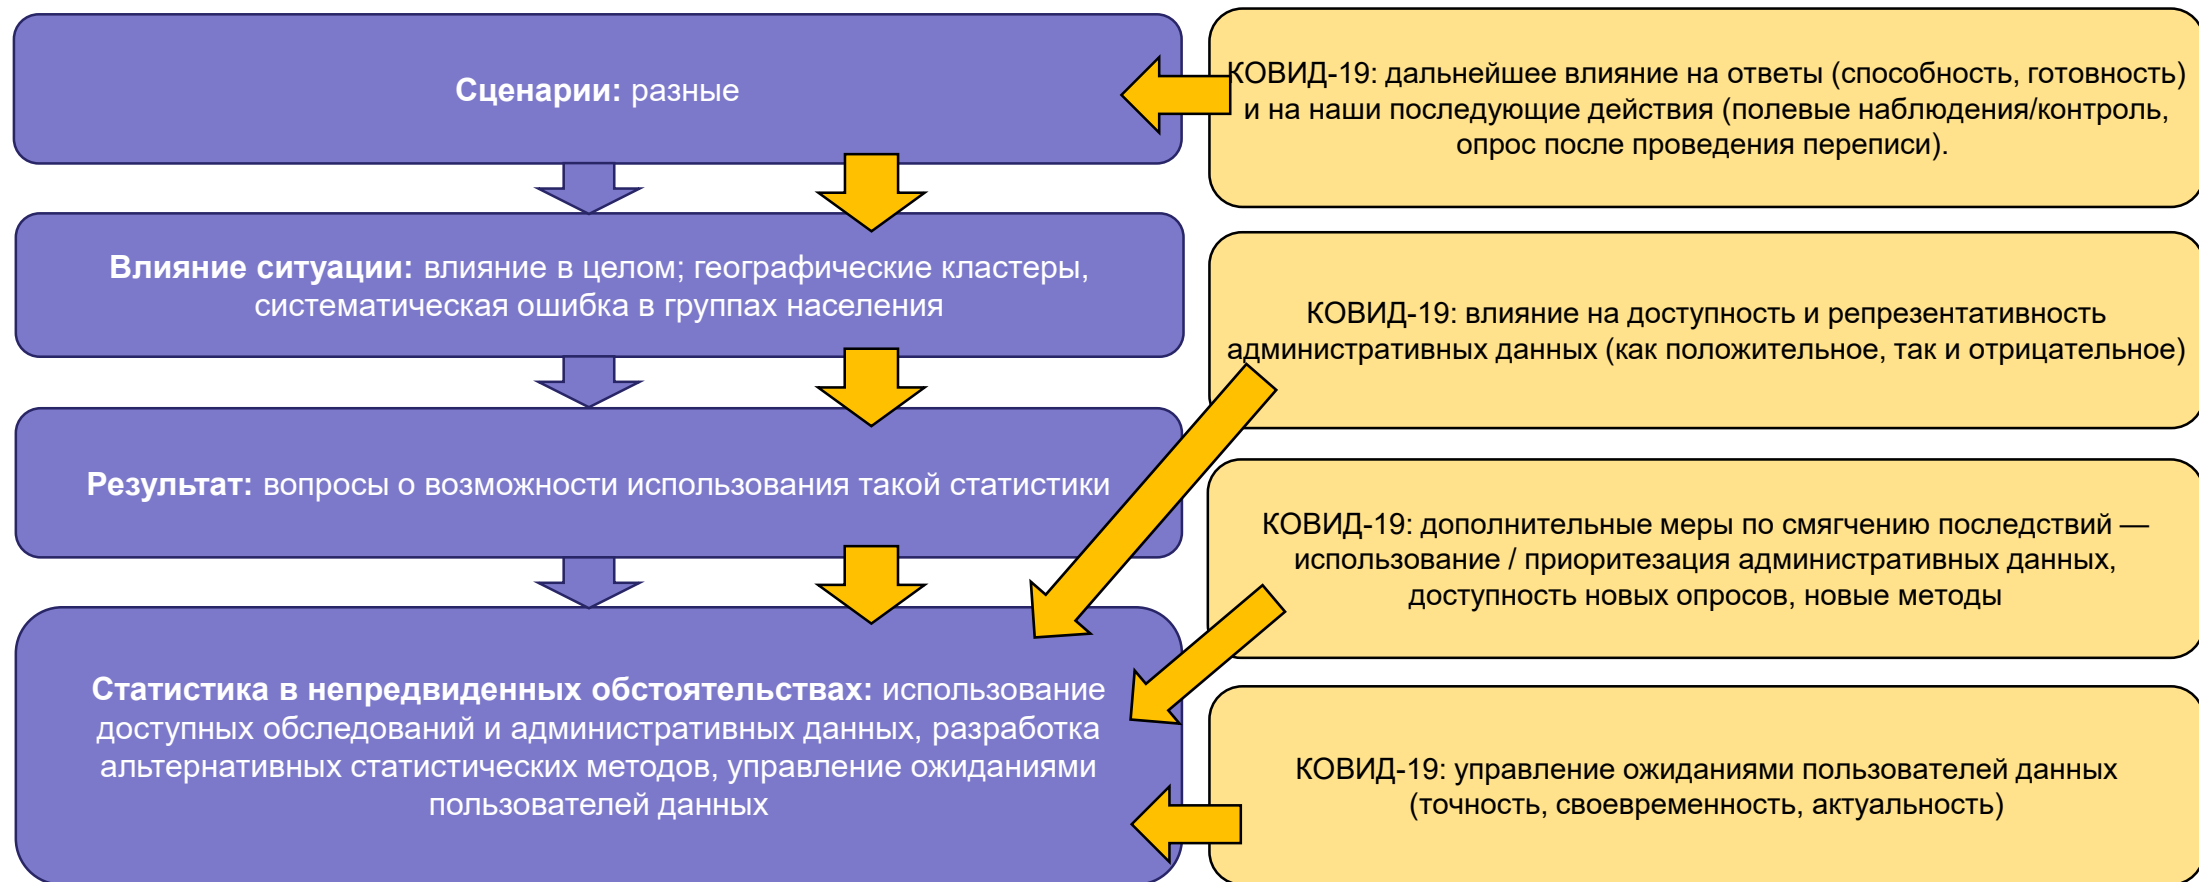 Сценарии: разные
КОВИД-19: дальнейшее влияние на ответы (способность, готовность)
и на наши последующие действия (полевые наблюдения/контроль,
опрос после проведения переписи).
Влияние ситуации: влияние в целом; географические кластеры,
систематическая ошибка в группах населения
КОВИД-19: влияние на доступность и репрезентативность
административных данных (как положительное, так и отрицательное)
Результат: вопросы о возможности использования такой статистики
КОВИД-19: дополнительные меры по смягчению последствий —
использование / приоритезация административных данных,
доступность новых опросов, новые методы
Статистика в непредвиденных обстоятельствах: использование
доступных обследований и административных данных, разработка
альтернативных статистических методов, управление ожиданиями
пользователей данных
КОВИД-19: управление ожиданиями пользователей данных
(точность, своевременность, актуальность)